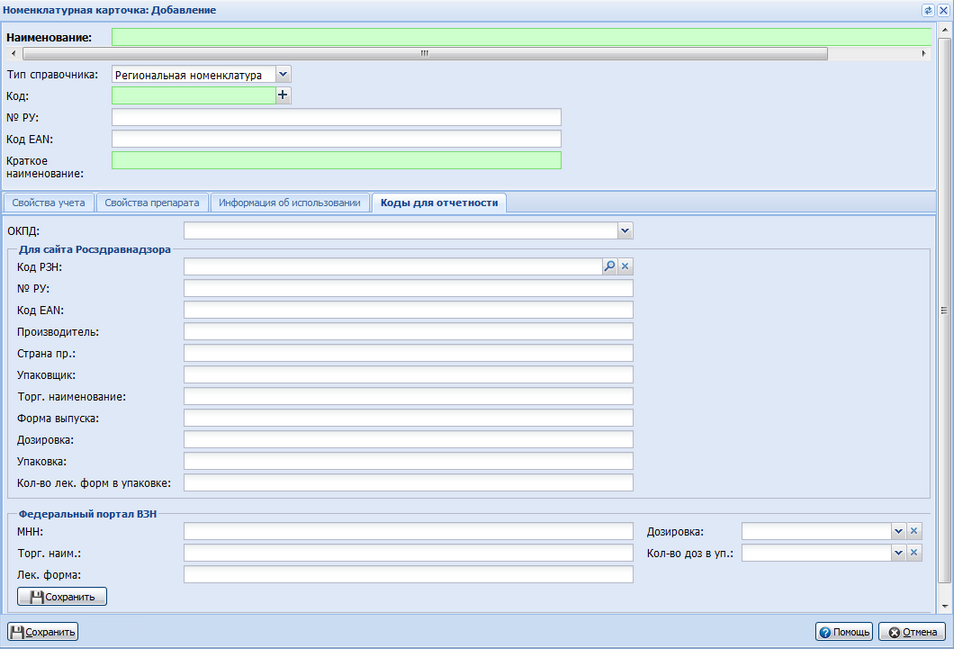 Номенклатурная карточка: Добавление
Наименование:
Тип справочника: Региональная номенклатура
Код:
№ РУ:
Код EAN:
Краткое
наименование:
Свойства учета Свойства препарата Информация об использовании Коды для отчетности
ОКПД:
Для сайта Росздравнадзора
Код РЗН:
№ РУ:
Код EAN:
Производитель:
Страна пр.:
Упаковщик:
Торг. наименование:
Форма выпуска:
Дозировка:
Упаковка:
Кол-во лек. форм в упаковке:
Федеральный портал ВЗН
МНН: Дозировка:
Торг. наим.: Кол-во доз в уп.:
Лек. форма:
Сохранить
Сохранить Помощь Отмена